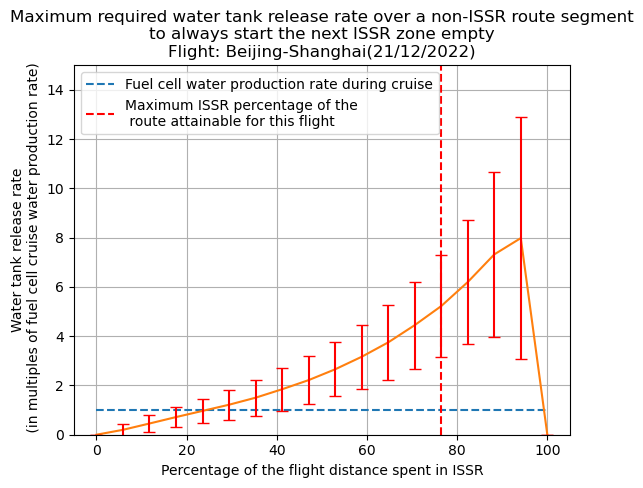 Maximum required water tank release rate over a non-ISSR route segment
to always start the next ISSR zone empty
Flight: Beijing-Shanghai(21/12/2022)
Fuel cell water production rate during cruise
Maximum ISSR percentage of the
route attainable for this flight
Water tank release rate
(in multiples of fuel cell cruise water production rate)
14
12
10
8
6
4
2
0
0
20
40
60
80
100
Percentage of the flight distance spent in ISSR